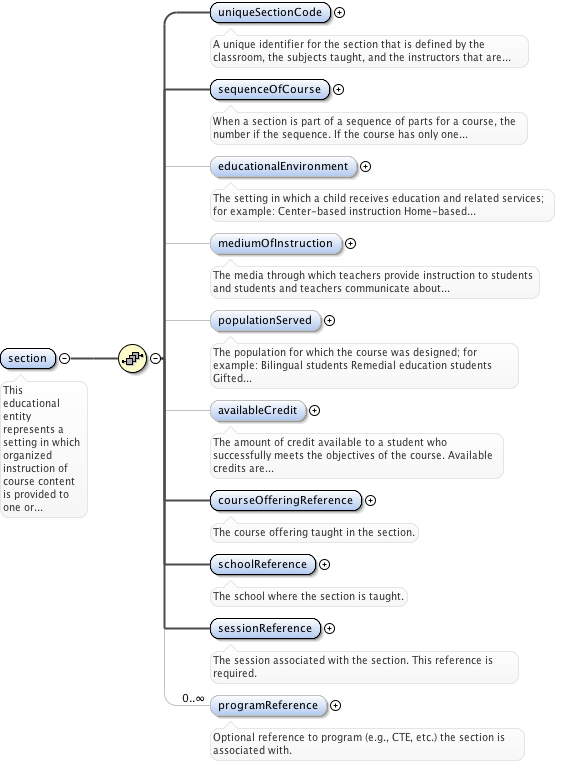 uniqueSectionCode
A unique identifier for the section that is defined by the
classroom, the subjects taught, and the instructors that are...
sequenceOfCourse
When a section is part of a sequence of parts for a course, the
number if the sequence. If the course has only one...
educationalEnvironment
The setting in which a child receives education and related services;
for example: Center-based instruction Home-based...
mediumOfInstruction
The media through which teachers provide instruction to students
and students and teachers communicate about...
populationServed
The population for which the course was designed; for
example: Bilingual students Remedial education students
Gifted...
section
This
educational
entity
represents a
setting in which
organized
instruction of
course content
is provided to
one or...
availableCredit
The amount of credit available to a student who
successfully meets the objectives of the course. Available
credits are...
courseOfferingReference
The course offering taught in the section.
schoolReference
The school where the section is taught.
sessionReference
The session associated with the section. This reference is
required.
0..∞
programReference
Optional reference to program (e.g., CTE, etc.) the section is
associated with.